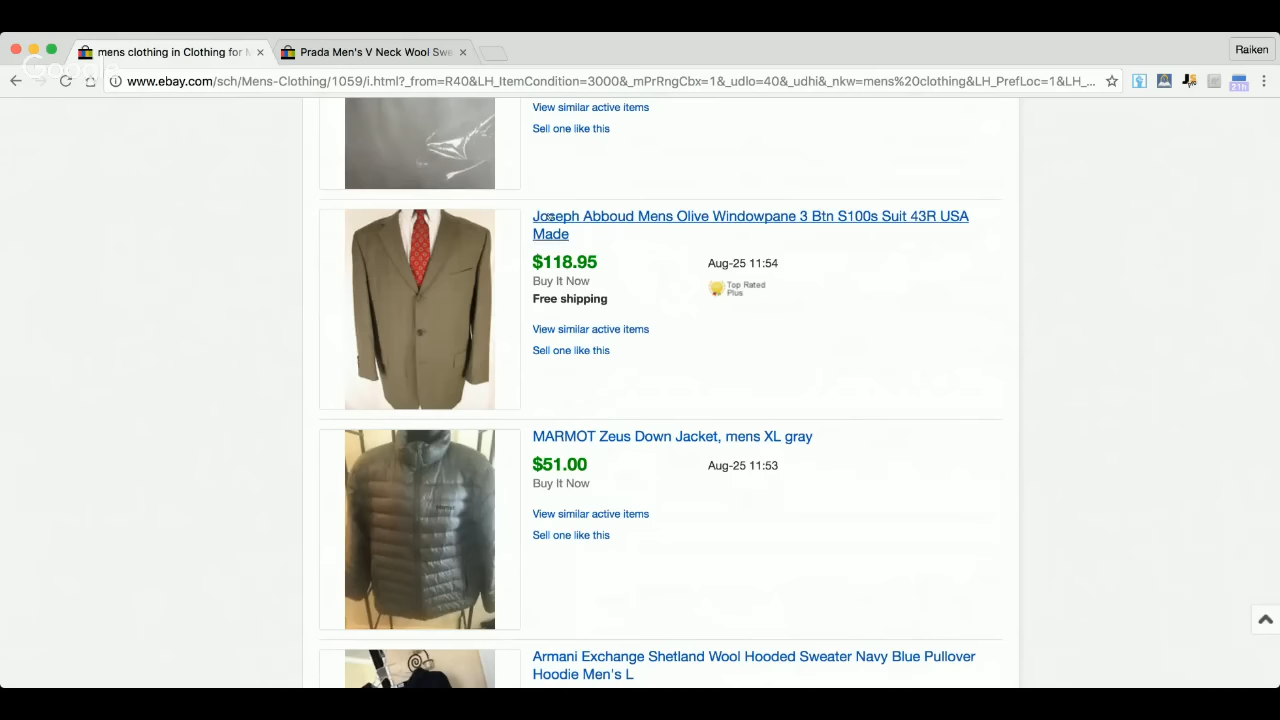 mens clothing in Clothing for M
Prada Men's V Neck Wool Swe
Raiken
Google
www.ebay.com/sch/Mens-Clothing/1059/i.html?_from=R40&LH_ItemCondition=3000&_mPrRngCbx=1&_udlo=40&_udhi&_nkw=mens%20clothing&LH_PrefLoc=1&LH_...
21h
View similar active items
Sell one like this
Joseph Abboud Mens Olive Windowpane 3 Btn S100s Suit 43R USA
Made
$118.95
Aug-25 11:54
Buy It Now
Top Rated
Plus
Free shipping
View similar active items
Sell one like this
MARMOT Zeus Down Jacket, mens XL gray
$51.00
Aug-25 11:53
Buy It Now
View similar active items
Sell one like this
Armani Exchange Shetland Wool Hooded Sweater Navy Blue Pullover
Hoodie Men's L